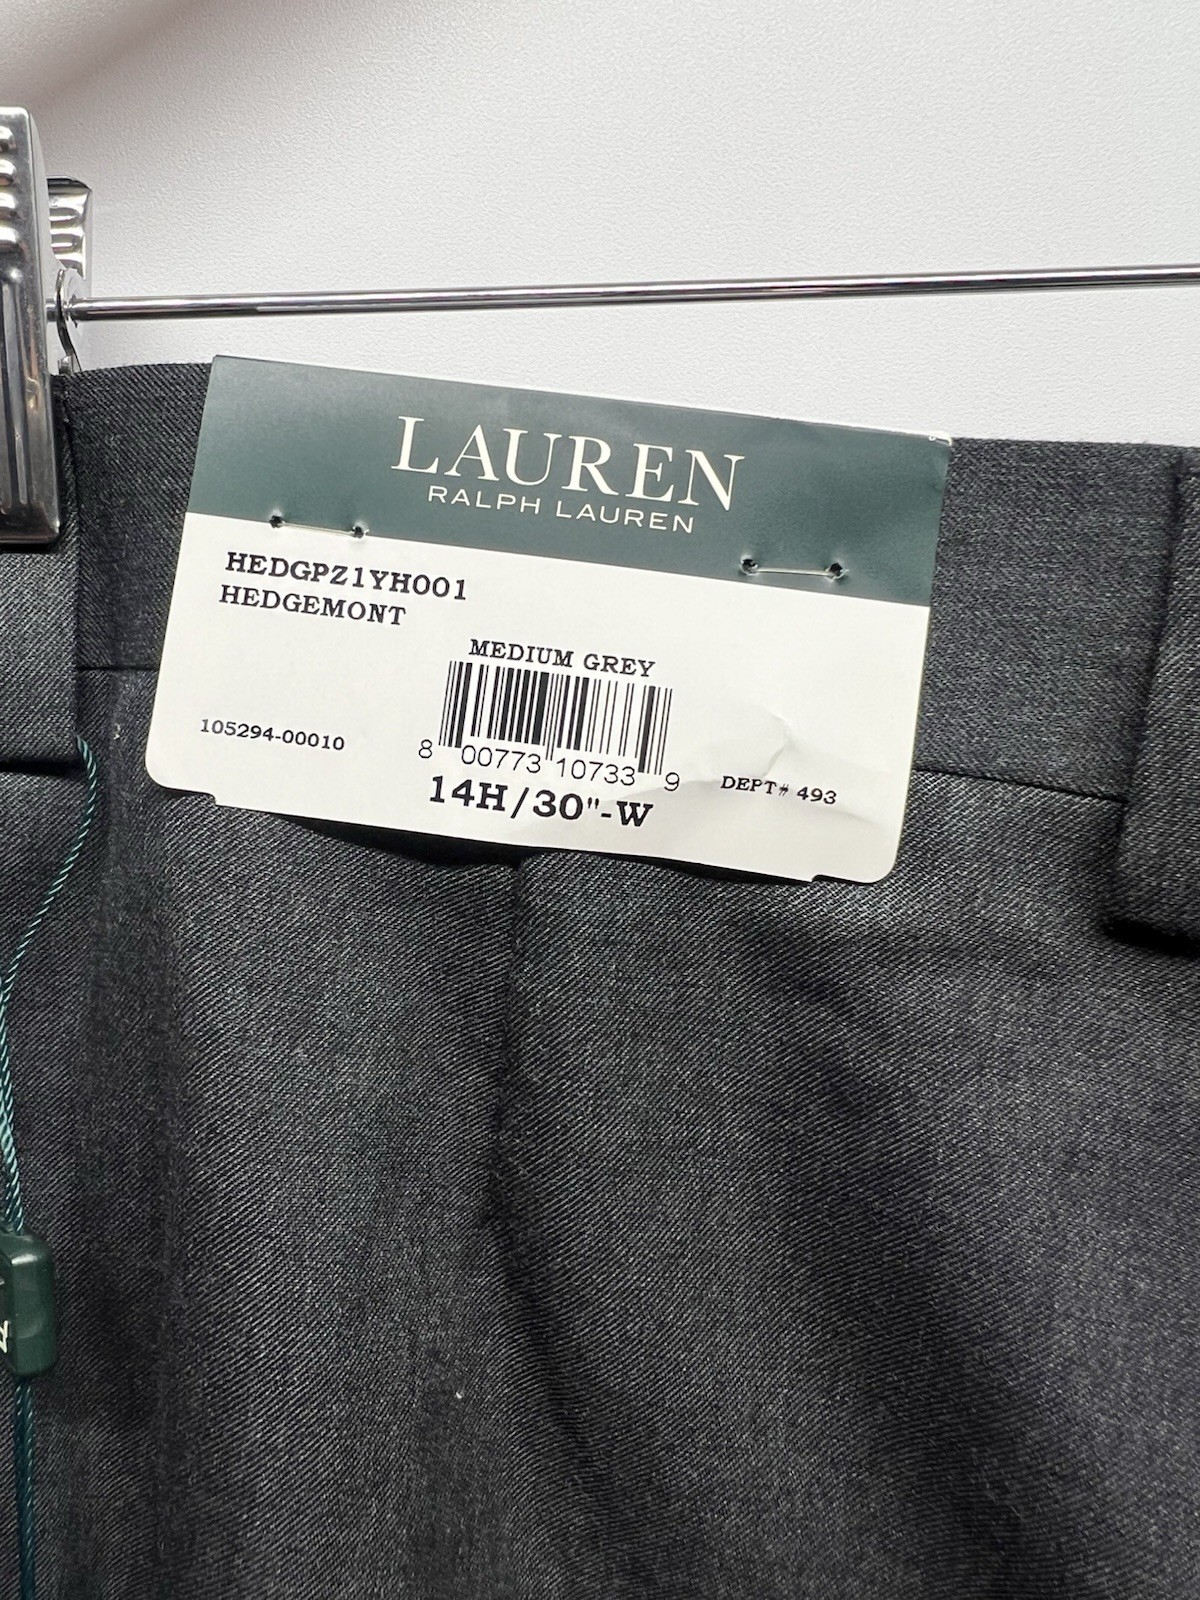 LAUREN
RALPH LAUREN
HEDGPZ1YH001
HEDGEMONT
MEDIUM GREY
105294-00010
8 00773 10733 9
DEPT# 493
14H/30"-W